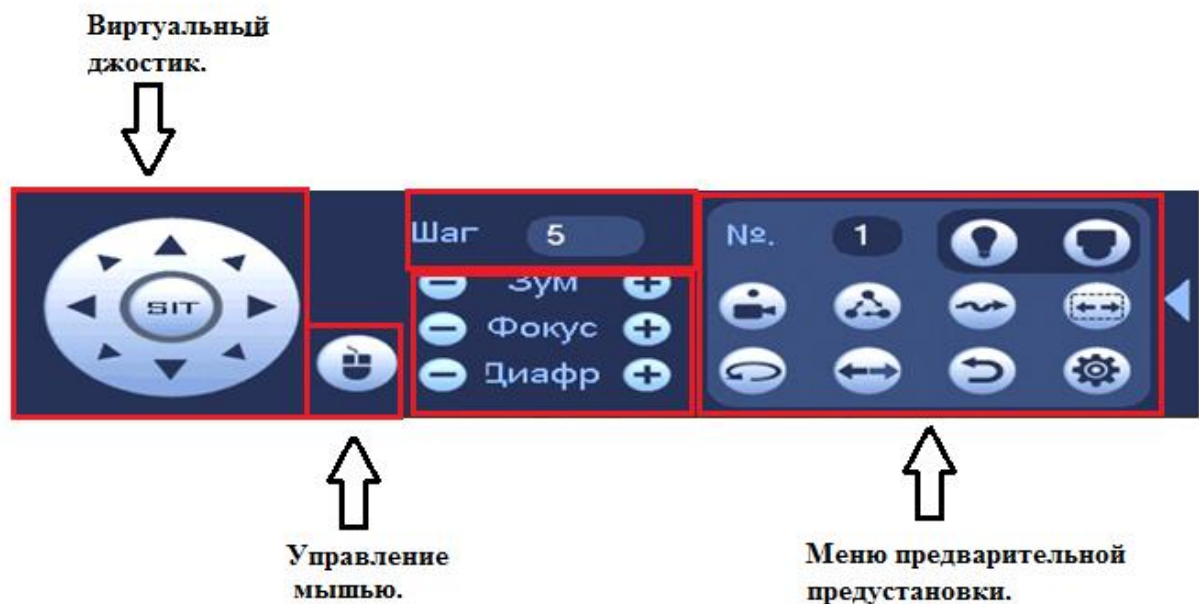 Виртуальный
джостик.
Шаг 5
№. 1
Зум
SIT
Фокус
Диафр
Управление
мышью.
Меню предварительной
предустановки.